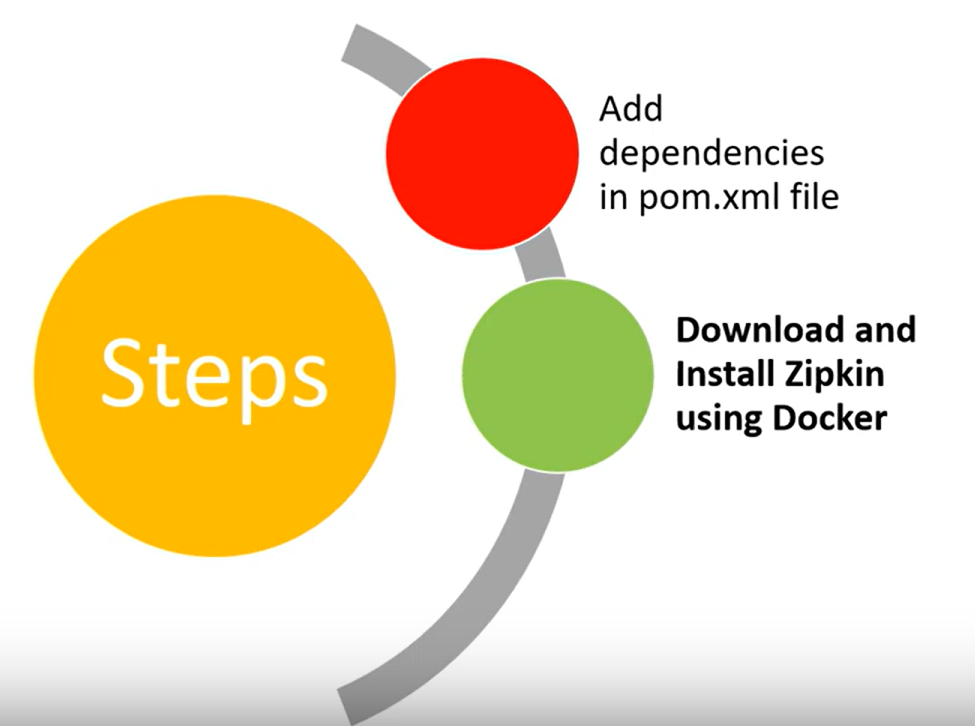 Steps
Add
dependencies
in pom.xml file
Download and
Install Zipkin
using Docker